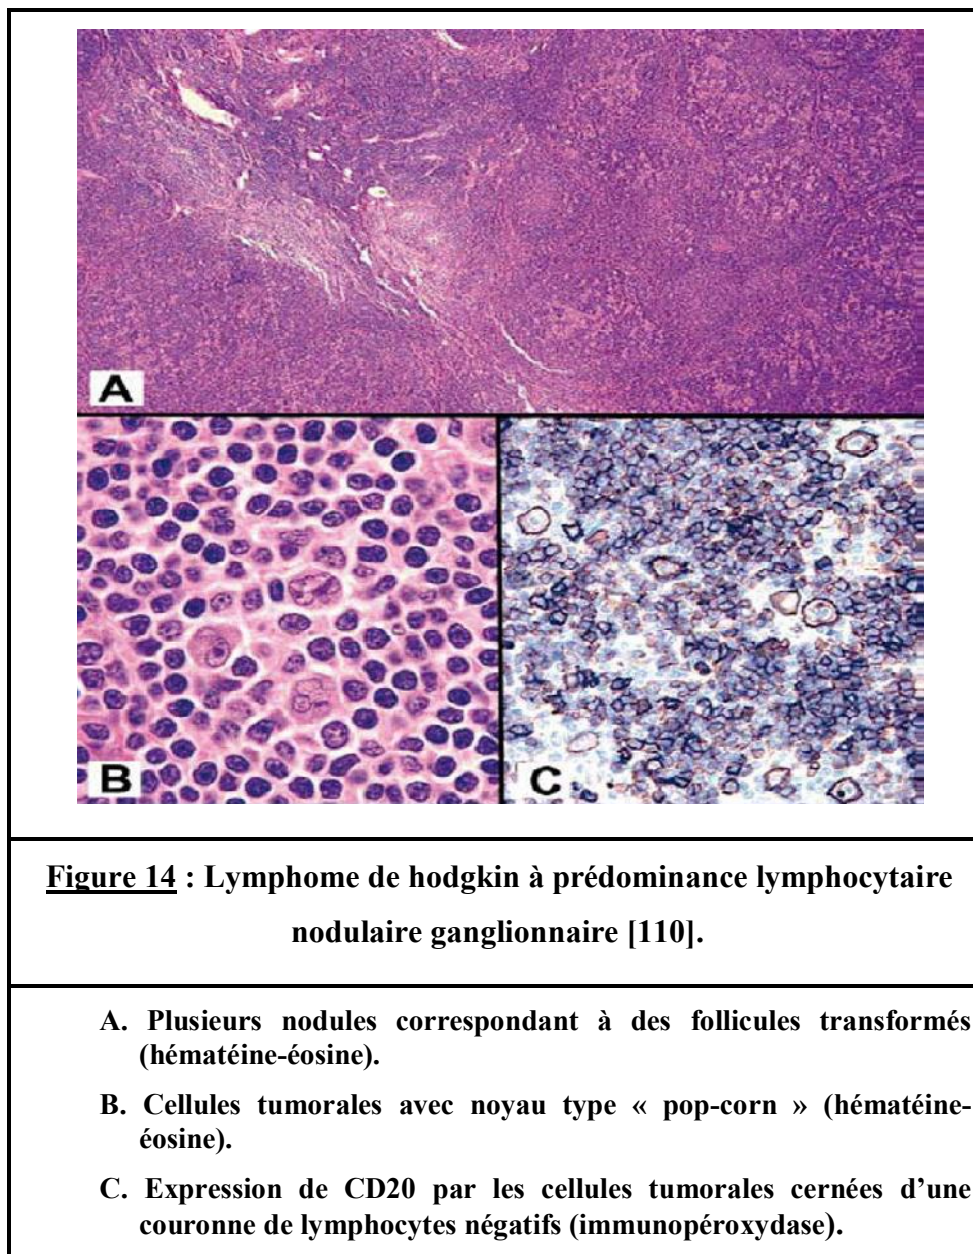 A
B
C
Figure 14 : Lymphome de hodgkin à prédominance lymphocytaire
nodulaire ganglionnaire [110].
A. Plusieurs nodules correspondant à des follicules transformés
(hématéine-éosine).
B. Cellules tumorales avec noyau type « pop-corn » (hématéine-
éosine).
C. Expression de CD20 par les cellules tumorales cernées d’une
couronne de lymphocytes négatifs (immunopéroxydase).